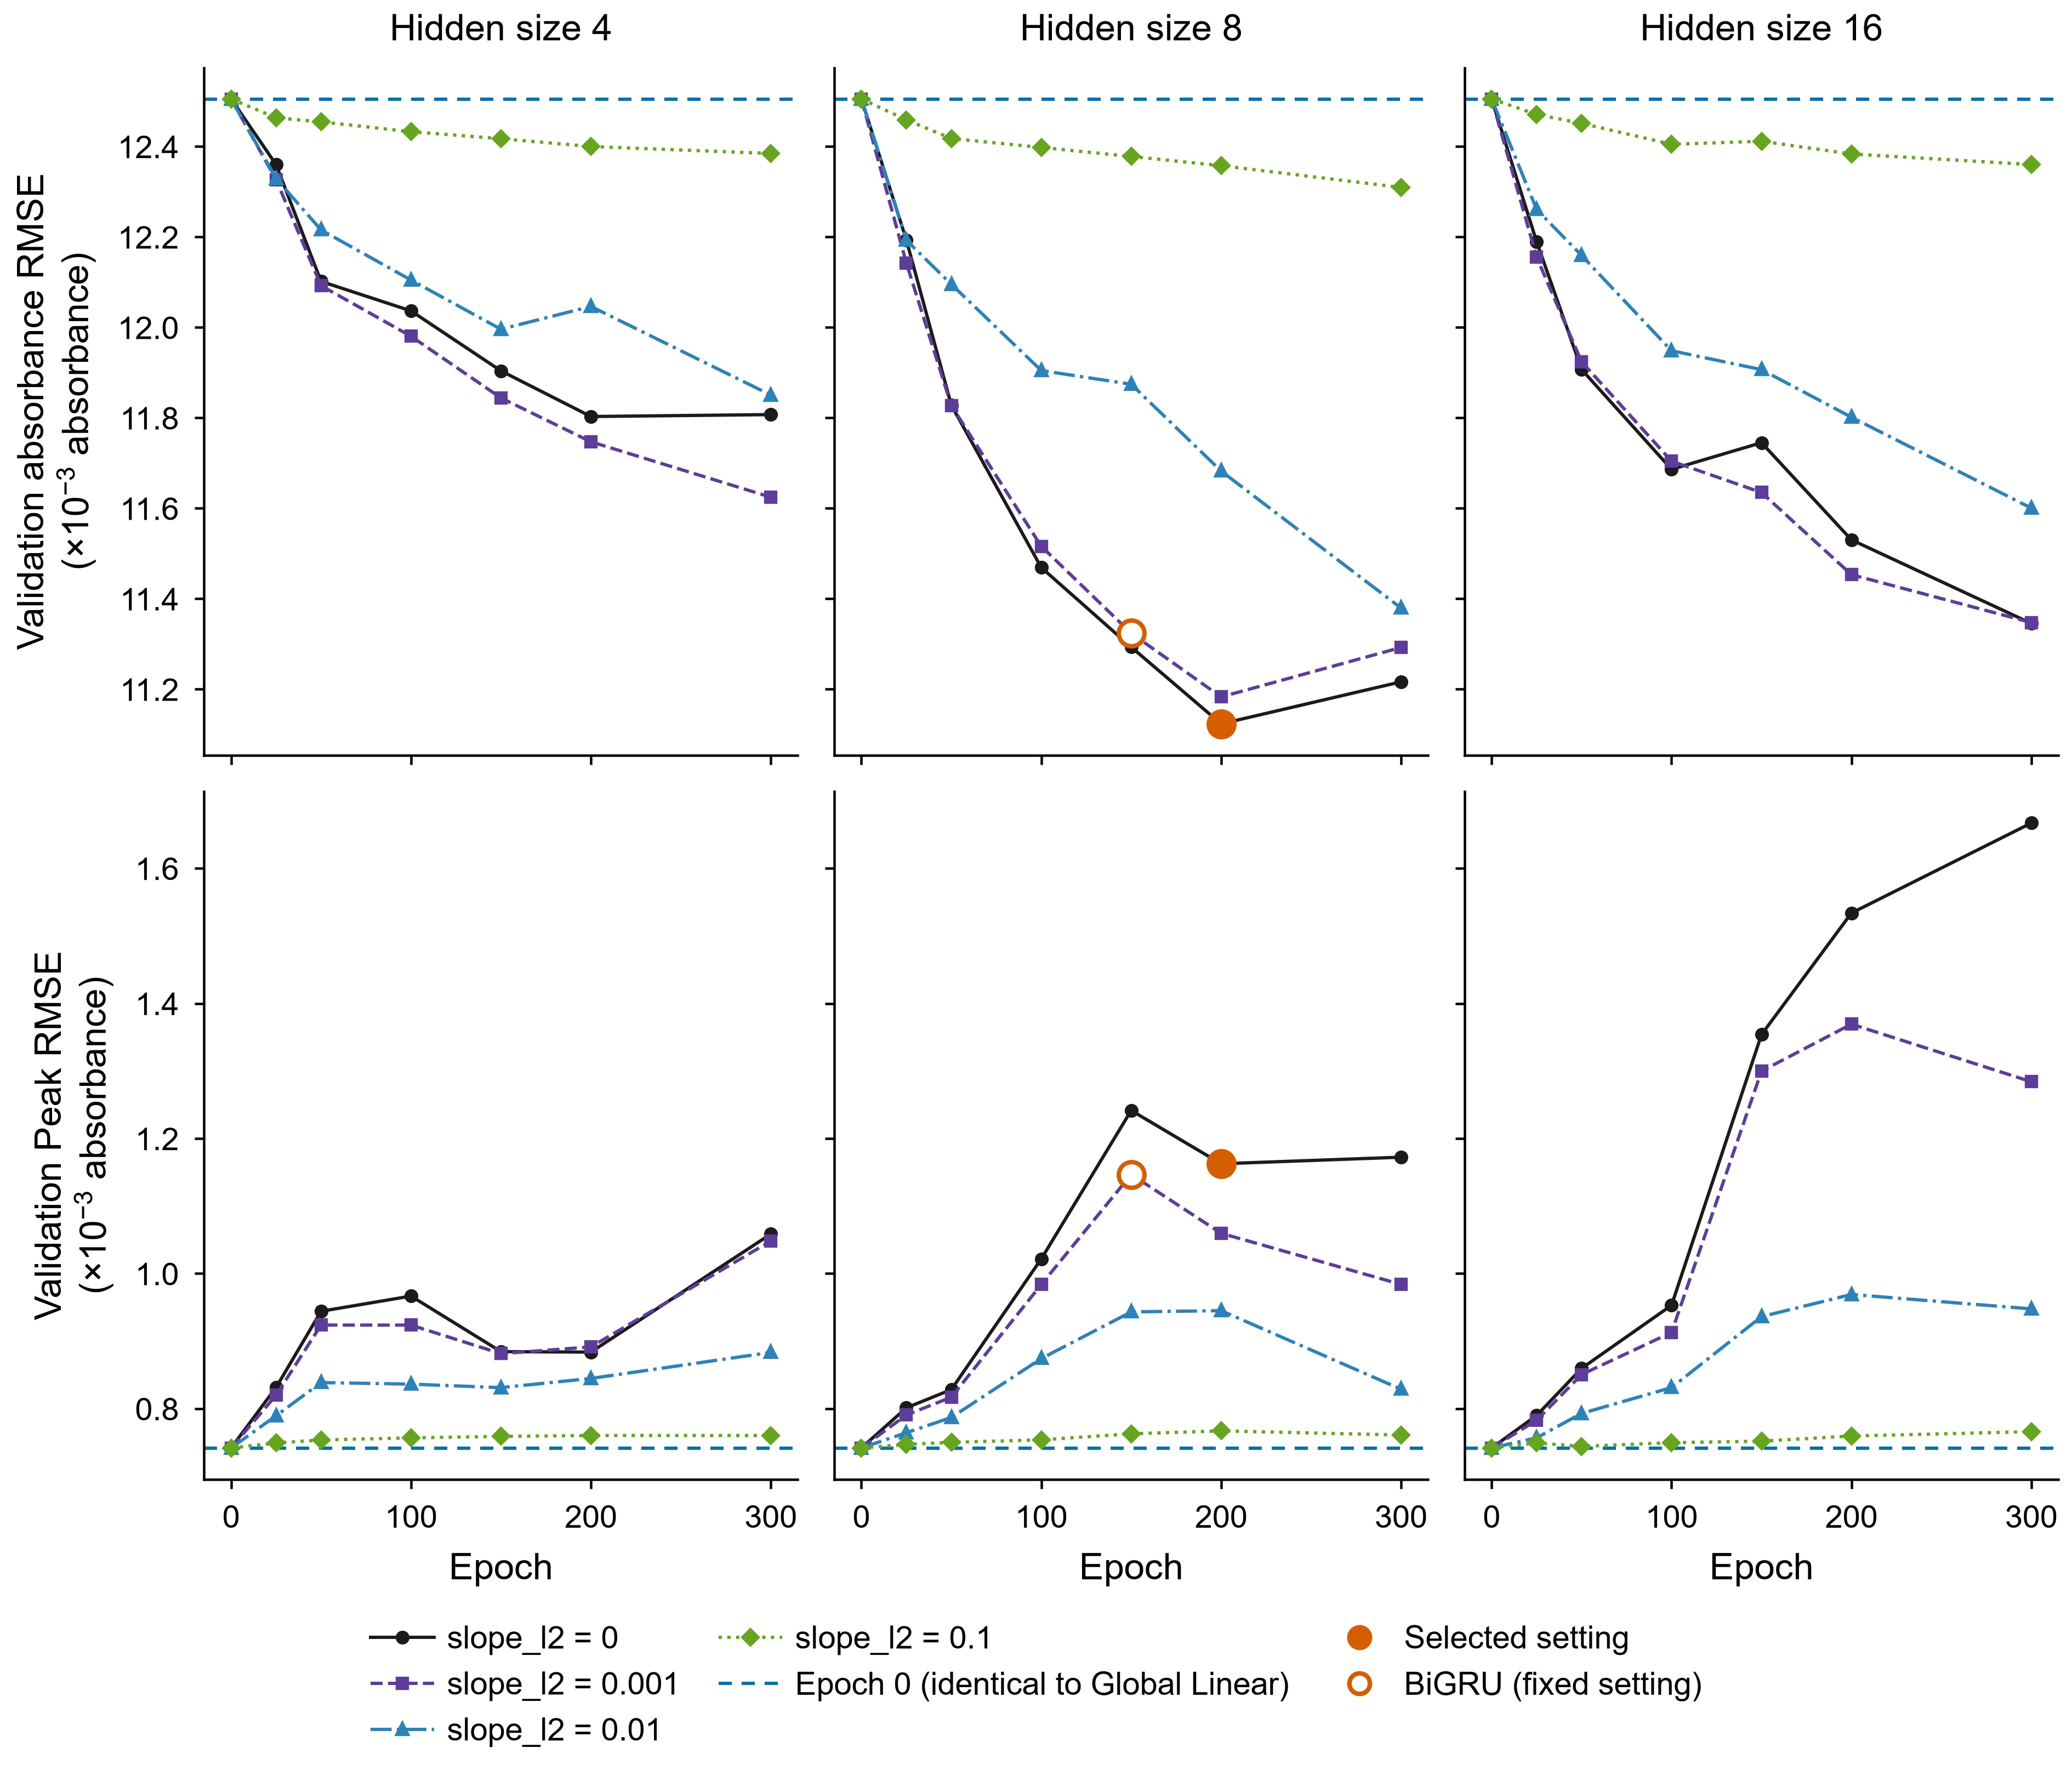 Hidden size 4
Hidden size 8
Hidden size 16
Validation absorbance RMSE
(×10⁻³ absorbance)
12.4
12.2
12.0
11.8
11.6
11.4
11.2
Validation Peak RMSE
(×10⁻³ absorbance)
1.6
1.4
1.2
1.0
0.8
0 100 200 300
0 100 200 300
0 100 200 300
Epoch
Epoch
Epoch
slope_l2 = 0
slope_l2 = 0.001
slope_l2 = 0.01
slope_l2 = 0.1
Epoch 0 (identical to Global Linear)
Selected setting
BiGRU (fixed setting)